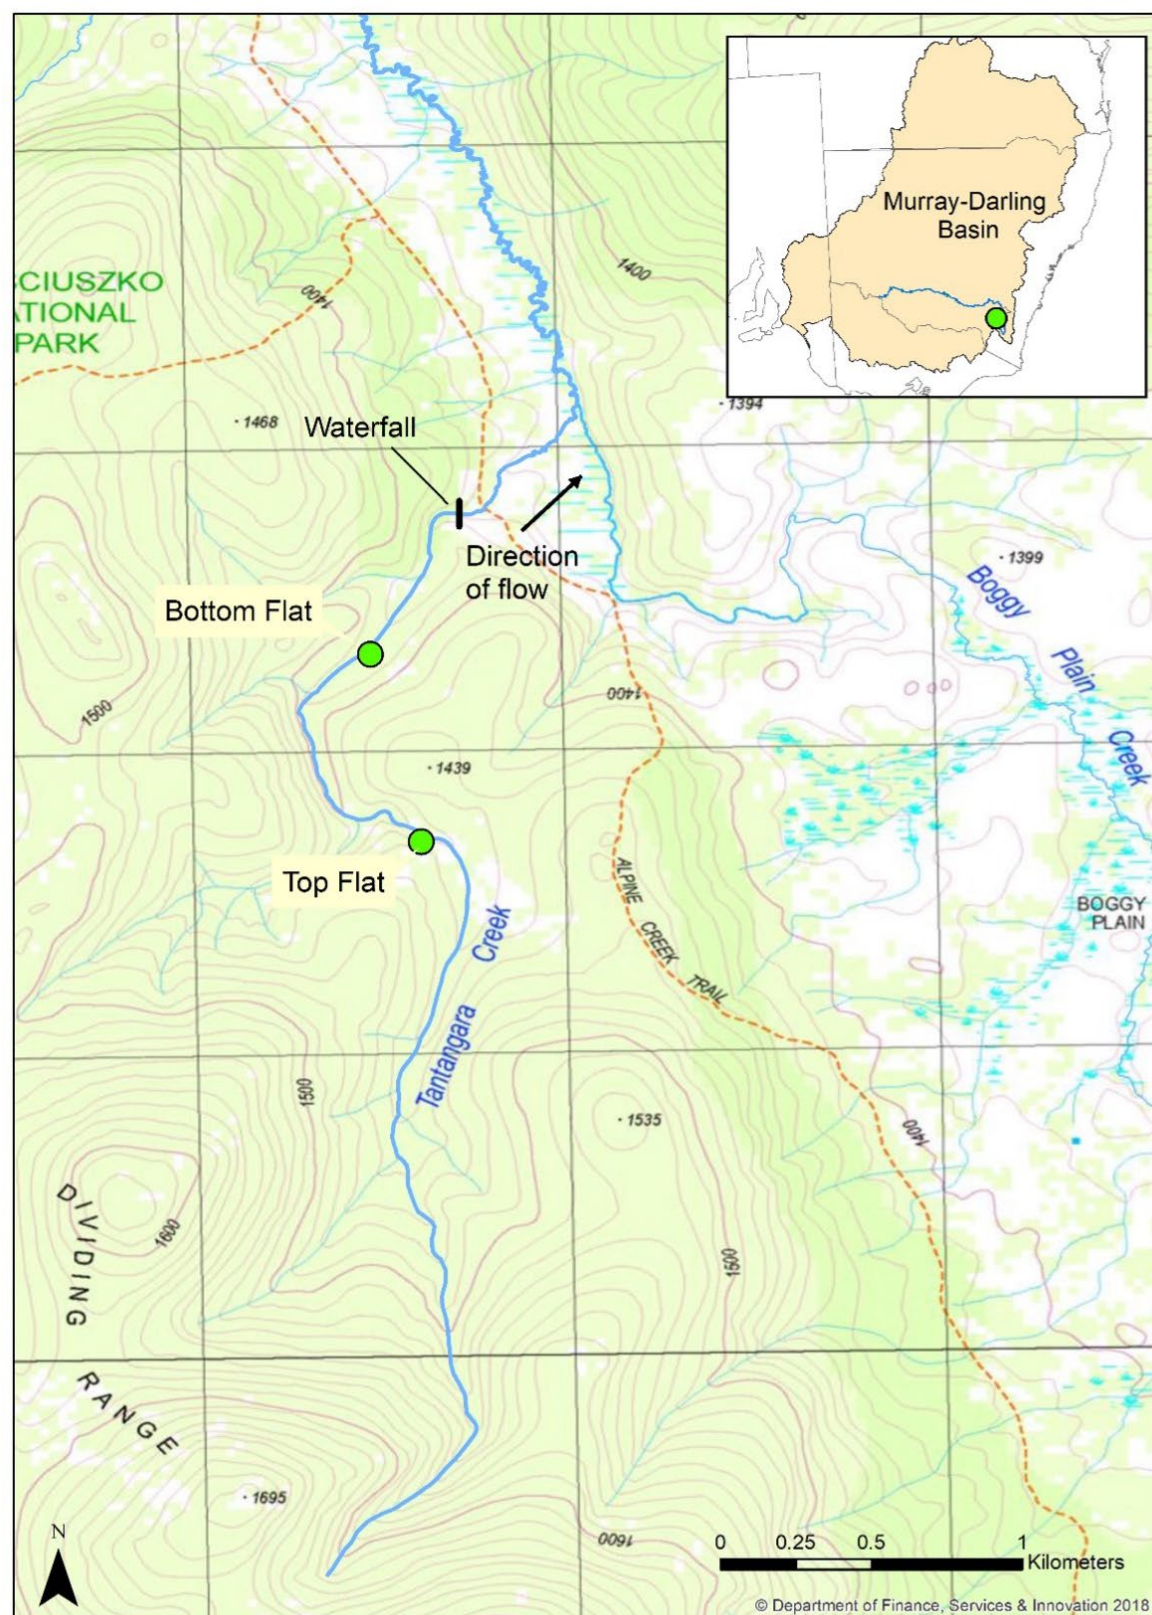 Murray-Darling
Basin
CIUSZKO
ATIONAL
PARK
1400
1400
1394
1468
Waterfall
Direction
of flow
1399
Boggy
Plain
Creek
Bottom Flat
1400
1500
1439
Top Flat
ALPINE CREEK TRAIL
BOGGY
PLAIN
Tantangara Creek
1500
1535
1400
1600
1500
DIVIDING
RANGE
1695
1600
N
0 0.25 0.5 1
Kilometers
© Department of Finance, Services & Innovation 2018